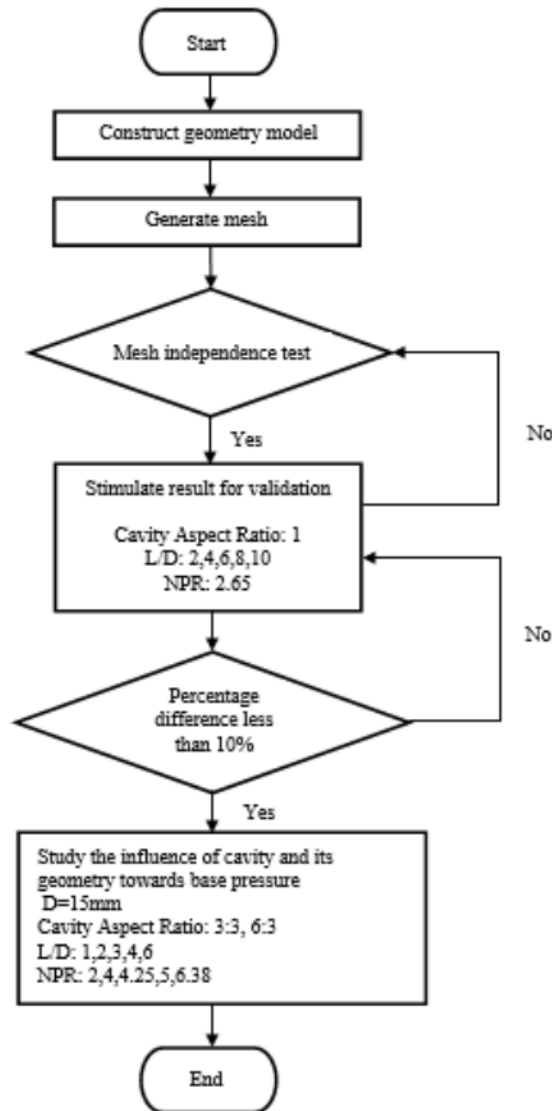 Start
Construct geometry model
Generate mesh
Mesh independence test
Yes
No
Stimulate result for validation
Cavity Aspect Ratio: 1
L/D: 2,4,6,8,10
NPR: 2.65
No
Percentage
difference less
than 10%
Yes
Study the influence of cavity and its
geometry towards base pressure
D=15mm
Cavity Aspect Ratio: 3:3, 6:3
L/D: 1,2,3,4,6
NPR: 2,4,4.25,5,6.38
End